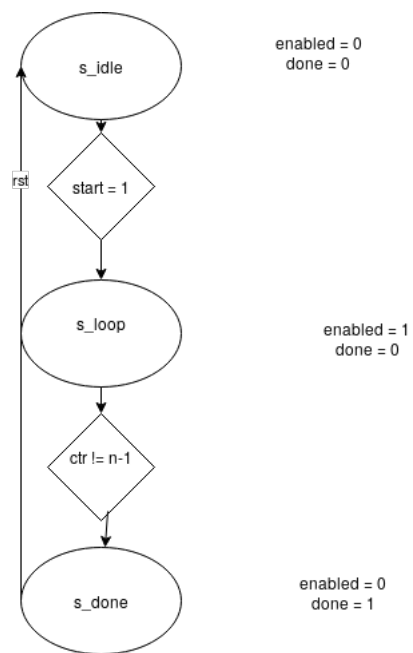 s_idle
enabled = 0
done = 0
rst
start = 1
s_loop
enabled = 1
done = 0
ctr != n-1
s_done
enabled = 0
done = 1